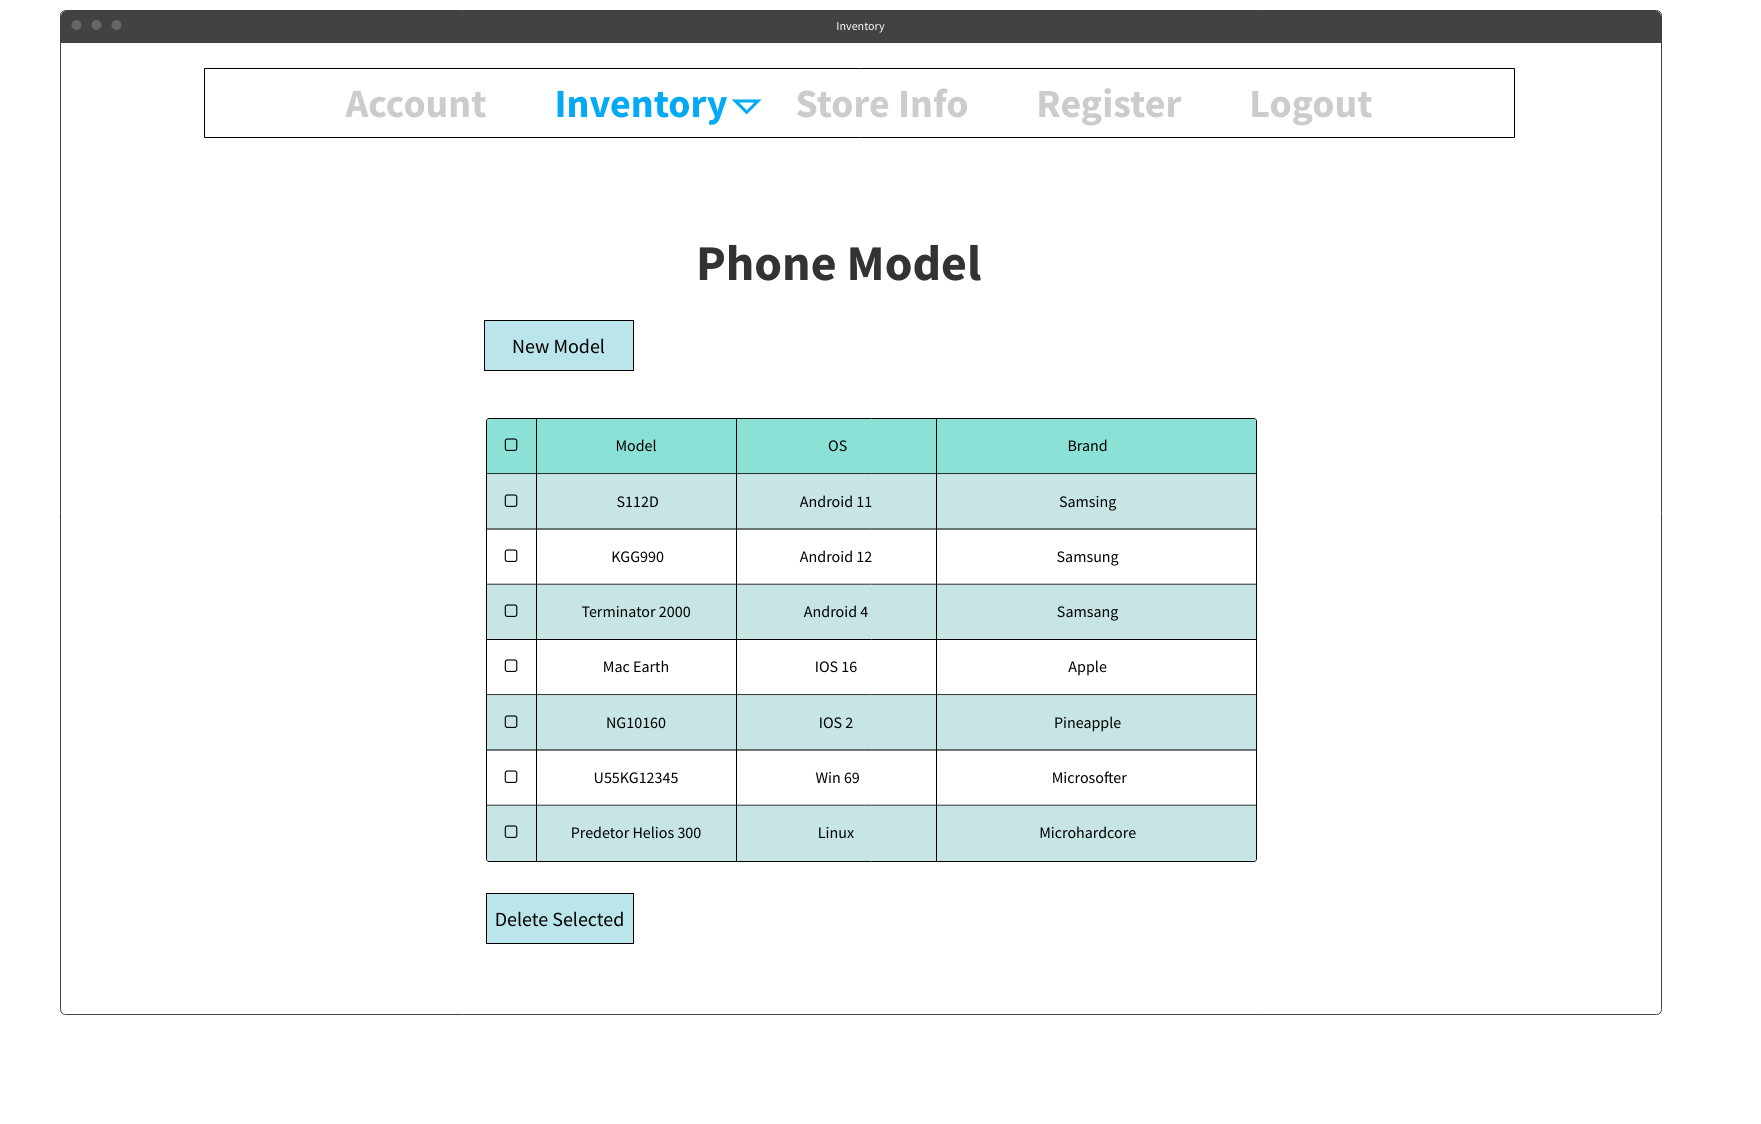 Inventory
Account Inventory Store Info Register Logout
Phone Model
New Model
Model OS Brand
S112D Android 11 Samsing
KGG990 Android 12 Samsung
Terminator 2000 Android 4 Samsang
Mac Earth IOS 16 Apple
NG10160 IOS 2 Pineapple
U55KG12345 Win 69 Microsofter
Predetor Helios 300 Linux Microhardcore
Delete Selected